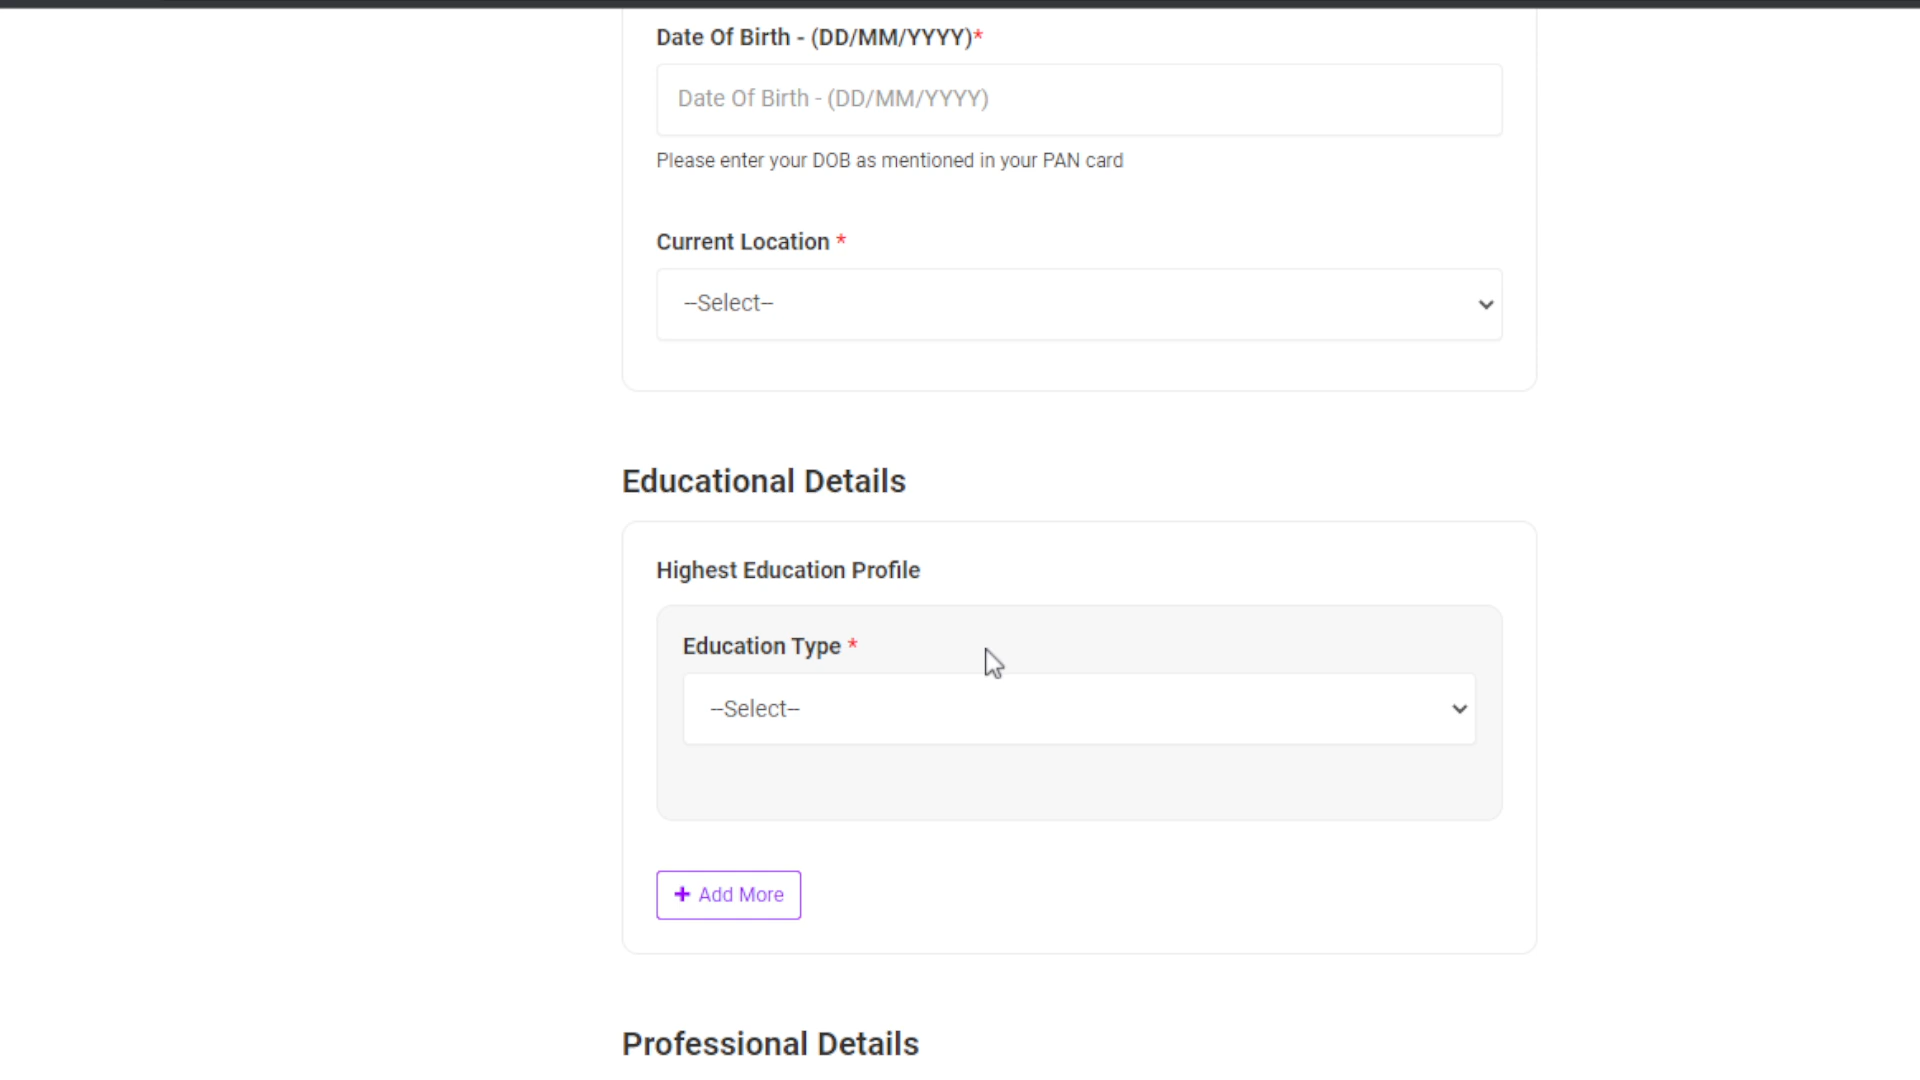 Date Of Birth - (DD/MM/YYYY)*
Date Of Birth - (DD/MM/YYYY)
Please enter your DOB as mentioned in your PAN card
Current Location *
--Select--
Educational Details
Highest Education Profile
Education Type *
--Select--
+ Add More
Professional Details